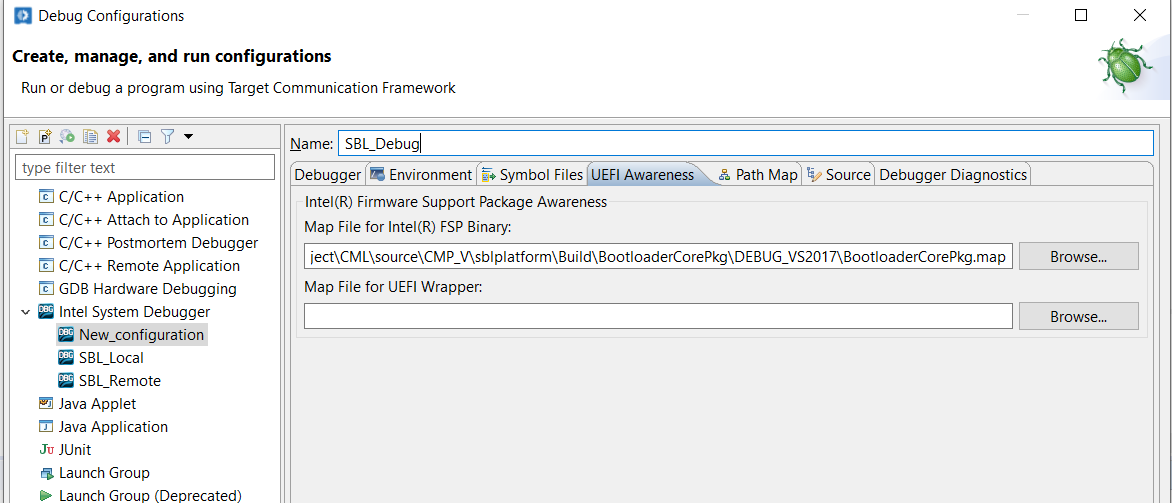 Debug Configurations
Create, manage, and run configurations
Run or debug a program using Target Communication Framework
type filter text
C/C++ Application
C/C++ Attach to Application
C/C++ Postmortem Debugger
C/C++ Remote Application
GDB Hardware Debugging
Intel System Debugger
New_configuration
SBL_Local
SBL_Remote
Java Applet
Java Application
JUnit
Launch Group
Launch Group (Deprecated)
Name: SBL_Debug
Debugger Environment Symbol Files UEFI Awareness Path Map Source Debugger Diagnostics
Intel(R) Firmware Support Package Awareness
Map File for Intel(R) FSP Binary:
ject\CML\source\CMP_V\sblplatform\Build\BootloaderCorePkg\DEBUG_VS2017\BootloaderCorePkg.map Browse...
Map File for UEFI Wrapper:
Browse...